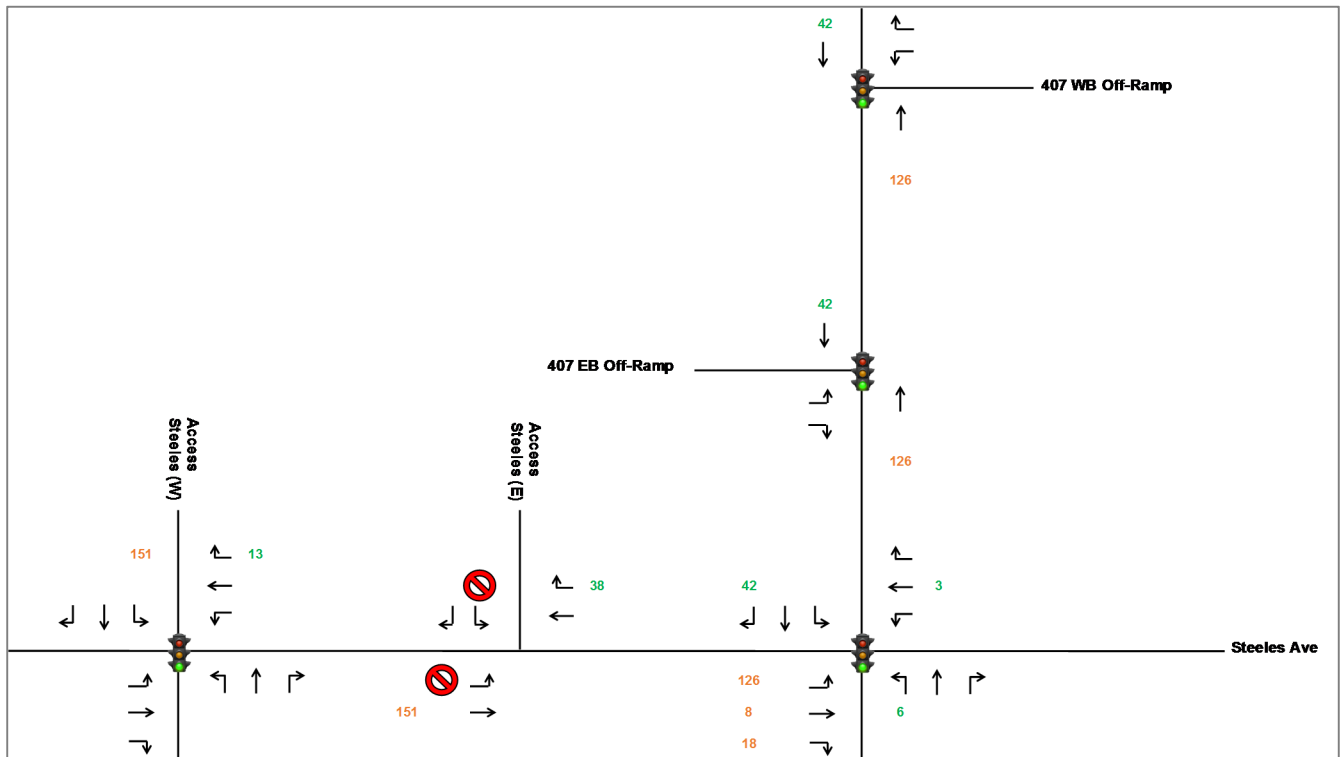 42
407 WB Off-Ramp
126
42
407 EB Off-Ramp
126
Access
Steeles (W)
Access
Steeles (E)
151
13
38
42
3
Steeles Ave
151
126
8
18
6